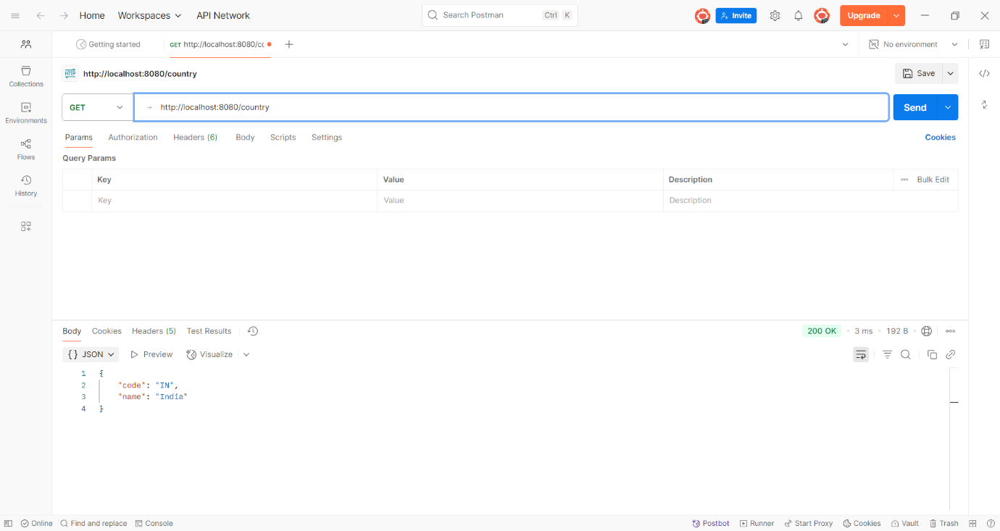 Home Workspaces API Network Search Postman Ctrl K Invite Upgrade
Getting started GET http://localhost:8080/cc No environment
HTTP http://localhost:8080/country Save
GET http://localhost:8080/country Send
Params Authorization Headers (6) Body Scripts Settings Cookies
Query Params
Key Value Description Bulk Edit
Key Value Description
Collections
Environments
Flows
History
Body Cookies Headers (5) Test Results 200 OK 3 ms 192 B
{} JSON Preview Visualize
1 {
2 "code": "IN",
3 "name": "India"
4 }
Online Find and replace Console Postbot Runner Start Proxy Cookies Vault Trash